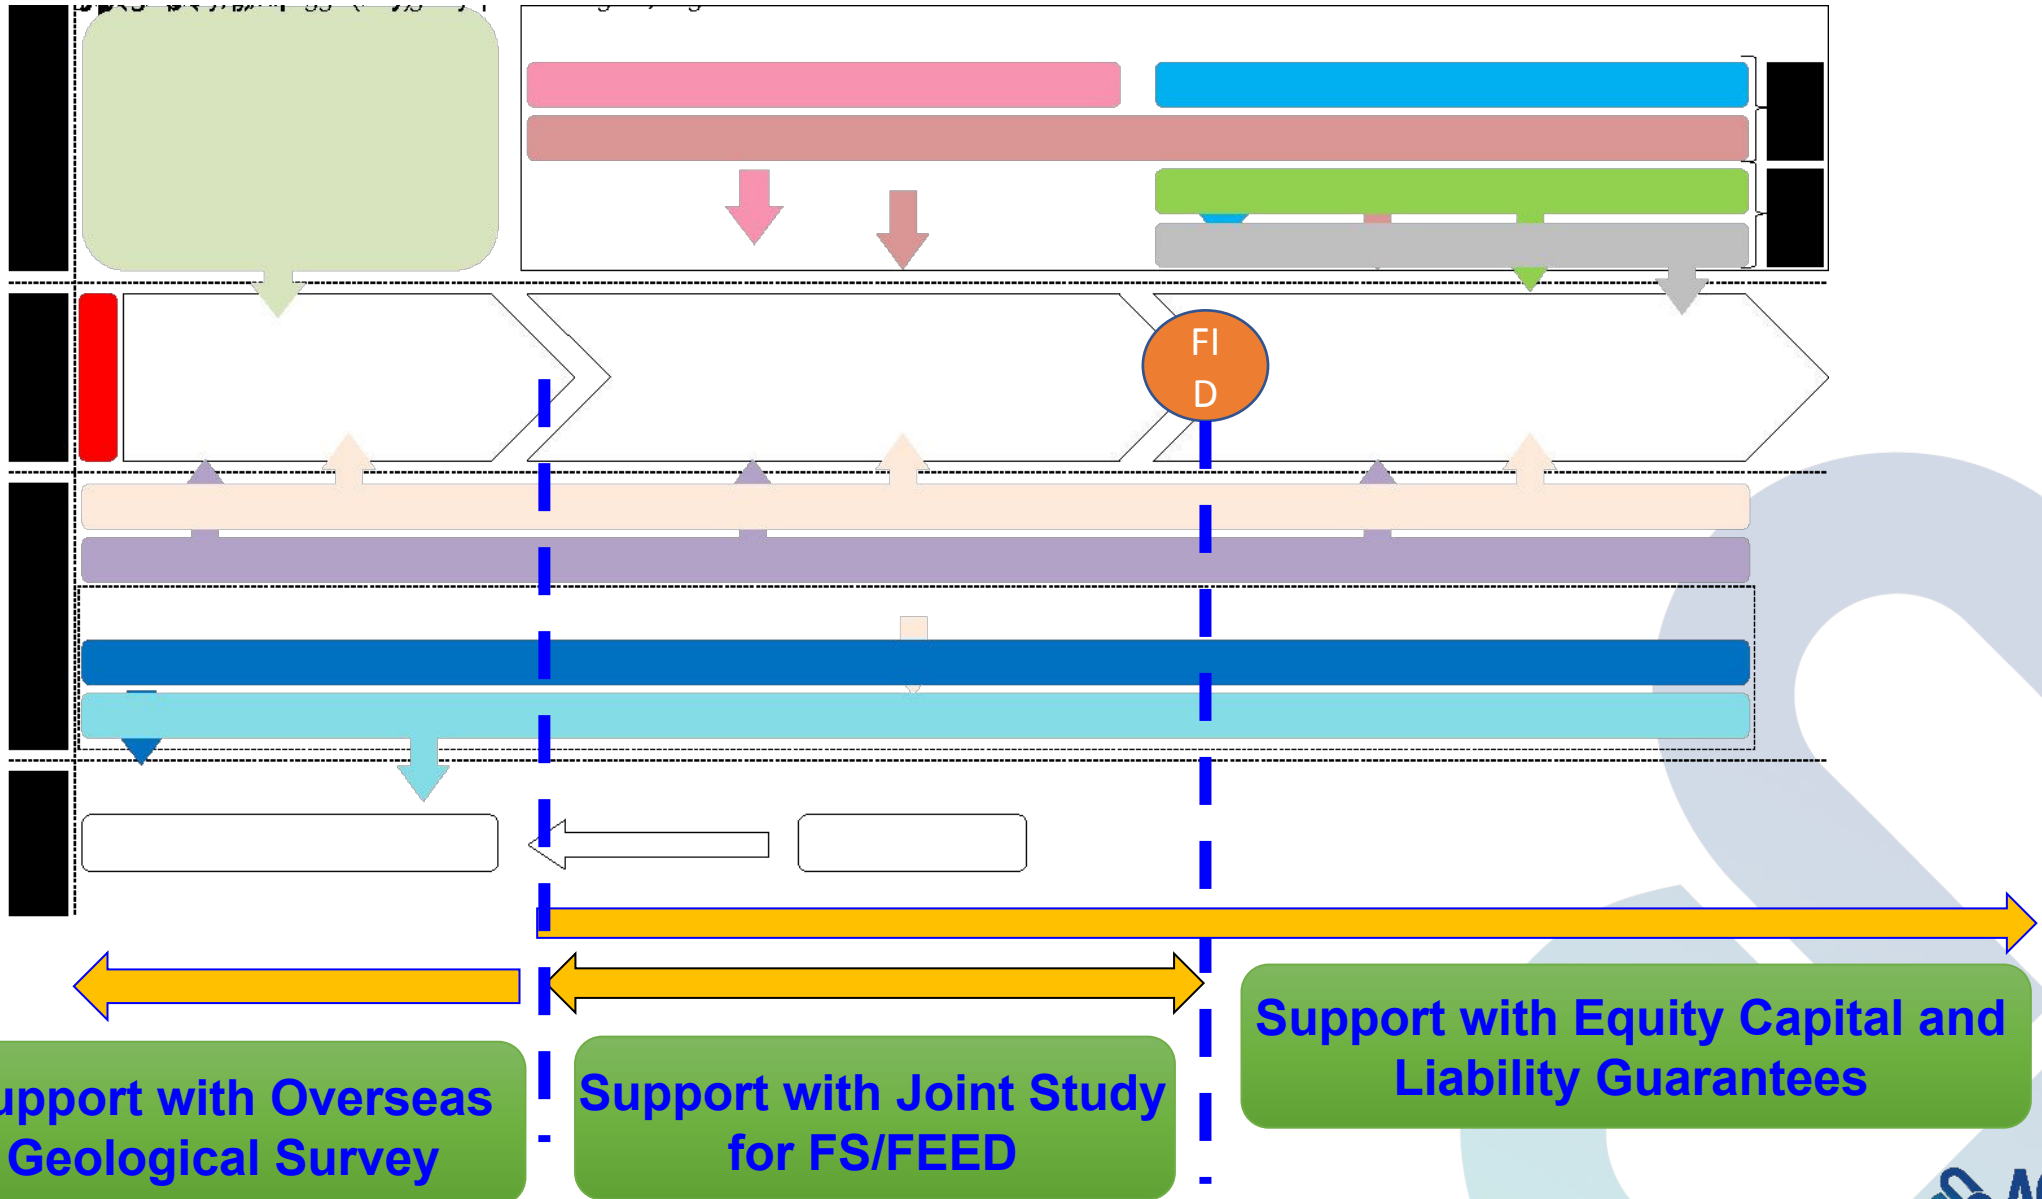 FI
D
Support with Equity Capital and
Liability Guarantees
Support with Joint Study
for FS/FEED
upport with Overseas
Geological Survey